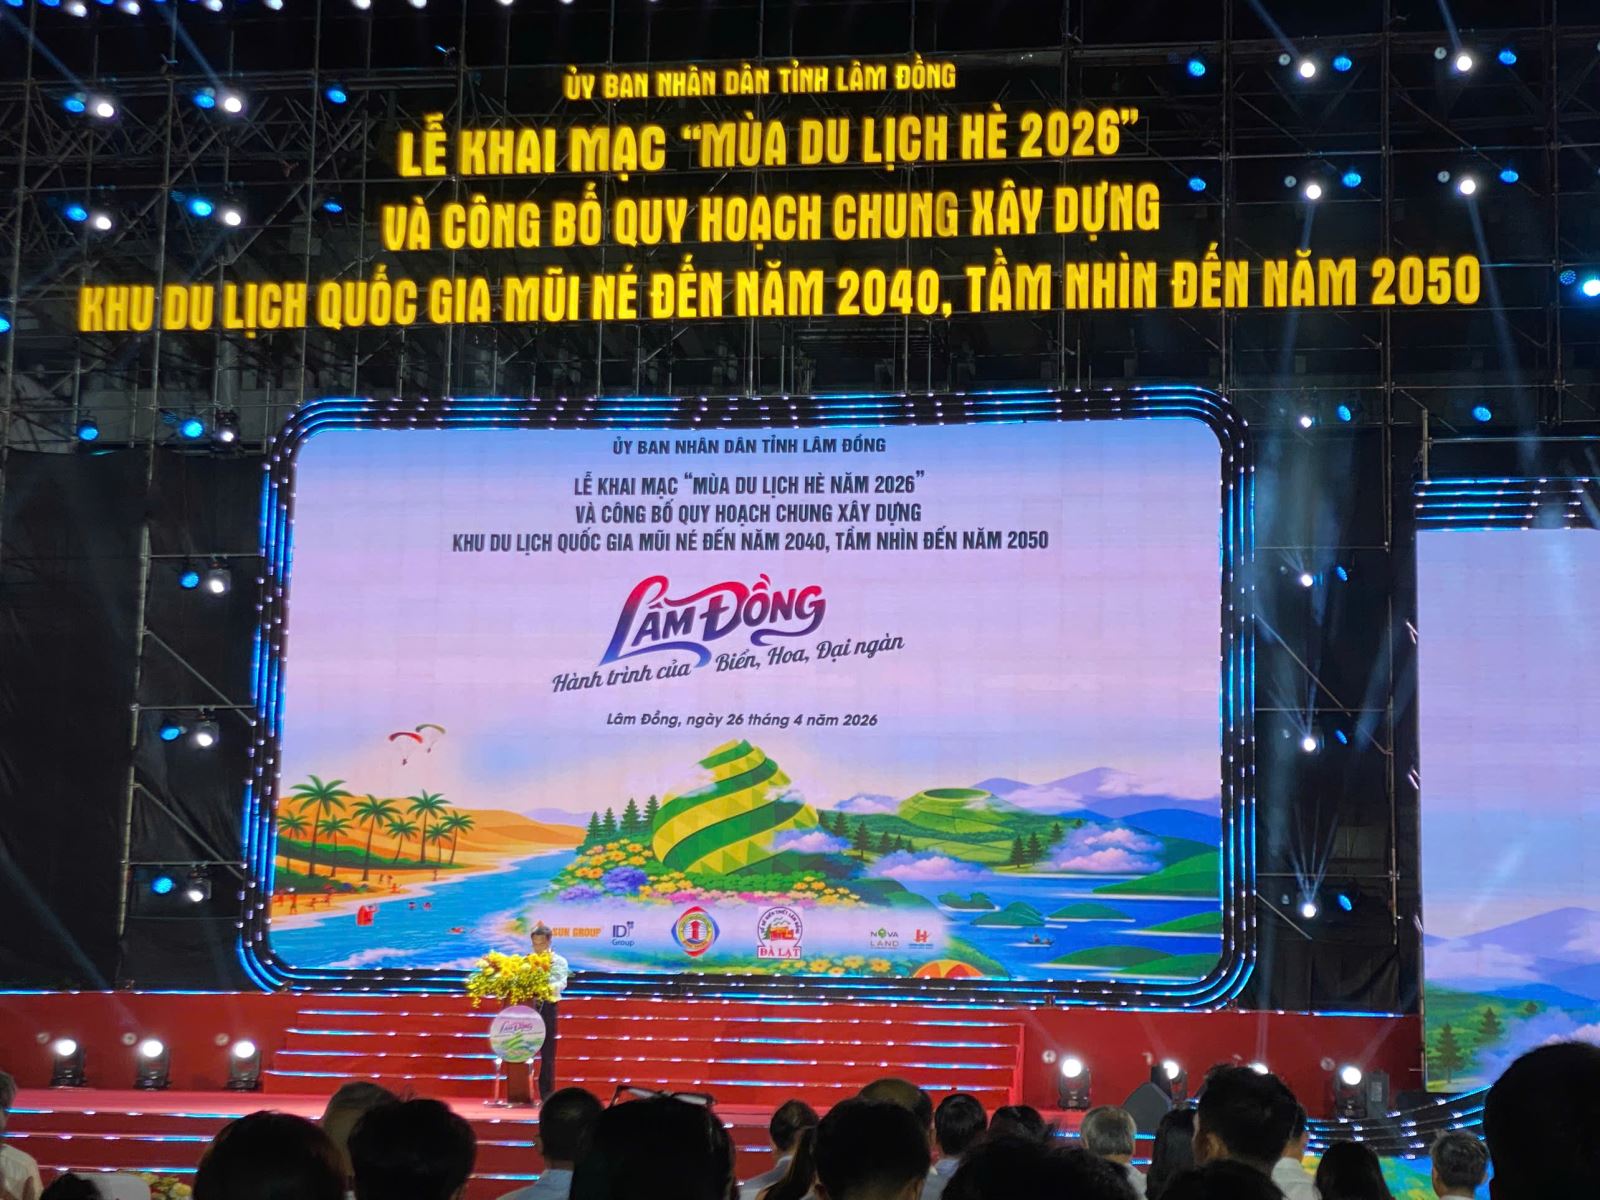 ỦY BAN NHÂN DÂN TỈNH LÂM ĐỒNG
LỄ KHAI MẠC “MÙA DU LỊCH HÈ 2026”
VÀ CÔNG BỐ QUY HOẠCH CHUNG XÂY DỰNG
KHU DU LỊCH QUỐC GIA MŨI NÉ ĐẾN NĂM 2040, TẦM NHÌN ĐẾN NĂM 2050
ỦY BAN NHÂN DÂN TỈNH LÂM ĐỒNG
LỄ KHAI MẠC “MÙA DU LỊCH HÈ NĂM 2026”
VÀ CÔNG BỐ QUY HOẠCH CHUNG XÂY DỰNG
KHU DU LỊCH QUỐC GIA MŨI NÉ ĐẾN NĂM 2040, TẦM NHÌN ĐẾN NĂM 2050
LÂM ĐỒNG
Hành trình của Biển, Hoa, Đại ngàn
Lâm Đồng, ngày 26 tháng 4 năm 2026
SUN GROUP
IDJ
Group
ĐÀ LẠT
NOVA
LAND
LÂM ĐỒNG